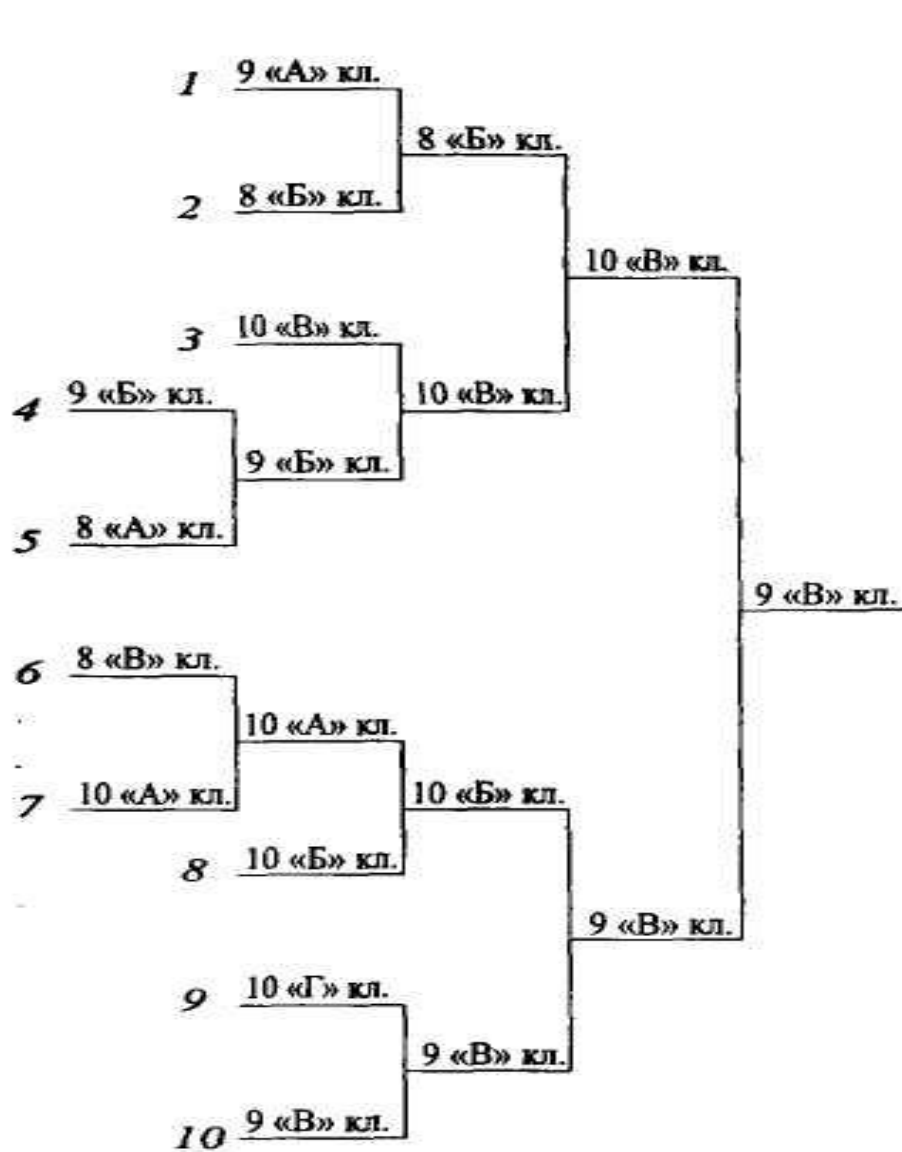 1 9 «А» кл.
8 «Б» кл.
2 8 «Б» кл.
10 «В» кл.
3 10 «В» кл.
4 9 «Б» кл.
10 «В» кл.
9 «Б» кл.
5 8 «А» кл.
9 «В» кл.
6 8 «В» кл.
10 «А» кл.
7 10 «А» кл.
10 «Б» кл.
8 10 «Б» кл.
9 «В» кл.
9 10 «Г» кл.
9 «В» кл.
10 9 «В» кл.